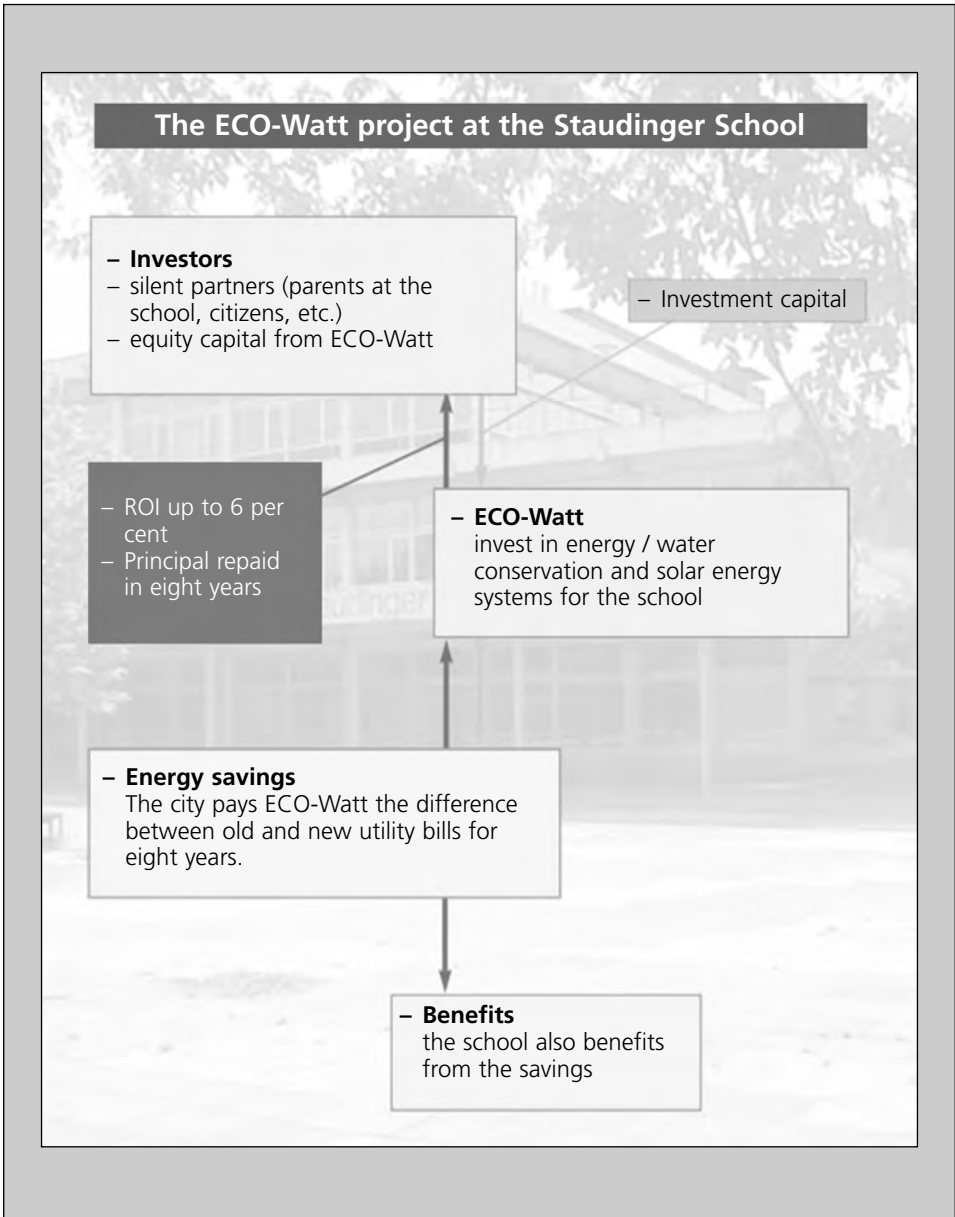 The ECO-Watt project at the Staudinger School
– Investors
– silent partners (parents at the
school, citizens, etc.)
– equity capital from ECO-Watt
– Investment capital
– ROI up to 6 per
cent
– Principal repaid
in eight years
– ECO-Watt
invest in energy / water
conservation and solar energy
systems for the school
– Energy savings
The city pays ECO-Watt the difference
between old and new utility bills for
eight years.
– Benefits
the school also benefits
from the savings